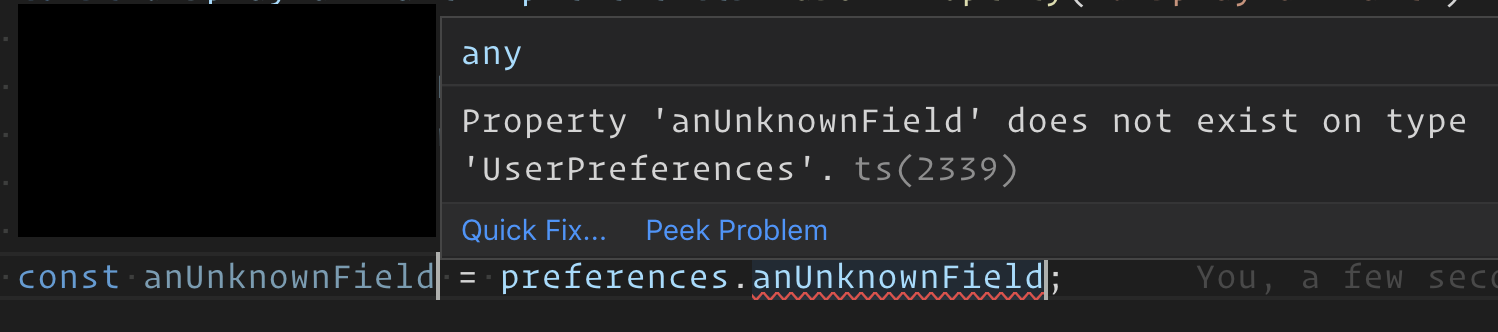 any
Property 'anUnknownField' does not exist on type
'UserPreferences'. ts(2339)
Quick Fix... Peek Problem
const anUnknownField = preferences.anUnknownField; You, a few